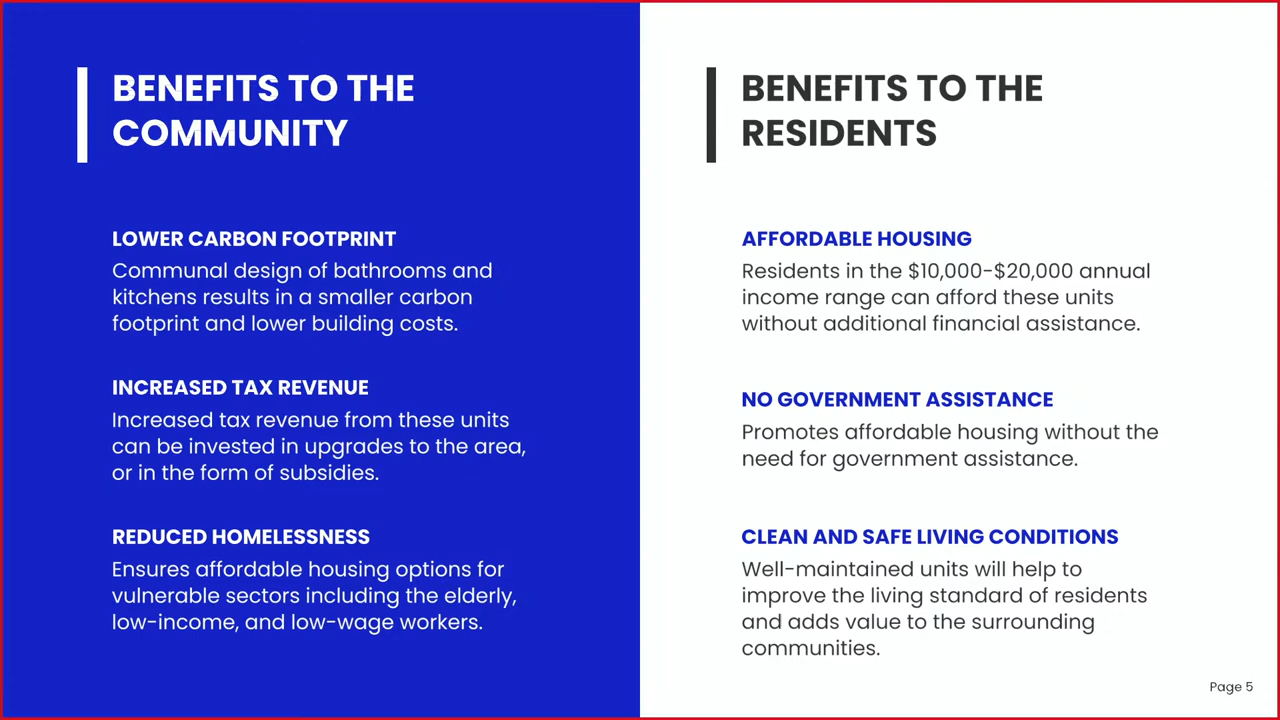 BENEFITS TO THE
COMMUNITY
LOWER CARBON FOOTPRINT
Communal design of bathrooms and
kitchens results in a smaller carbon
footprint and lower building costs.
INCREASED TAX REVENUE
Increased tax revenue from these units
can be invested in upgrades to the area,
or in the form of subsidies.
REDUCED HOMELESSNESS
Ensures affordable housing options for
vulnerable sectors including the elderly,
low-income, and low-wage workers.
BENEFITS TO THE
RESIDENTS
AFFORDABLE HOUSING
Residents in the $10,000-$20,000 annual
income range can afford these units
without additional financial assistance.
NO GOVERNMENT ASSISTANCE
Promotes affordable housing without the
need for government assistance.
CLEAN AND SAFE LIVING CONDITIONS
Well-maintained units will help to
improve the living standard of residents
and adds value to the surrounding
communities.
Page 5